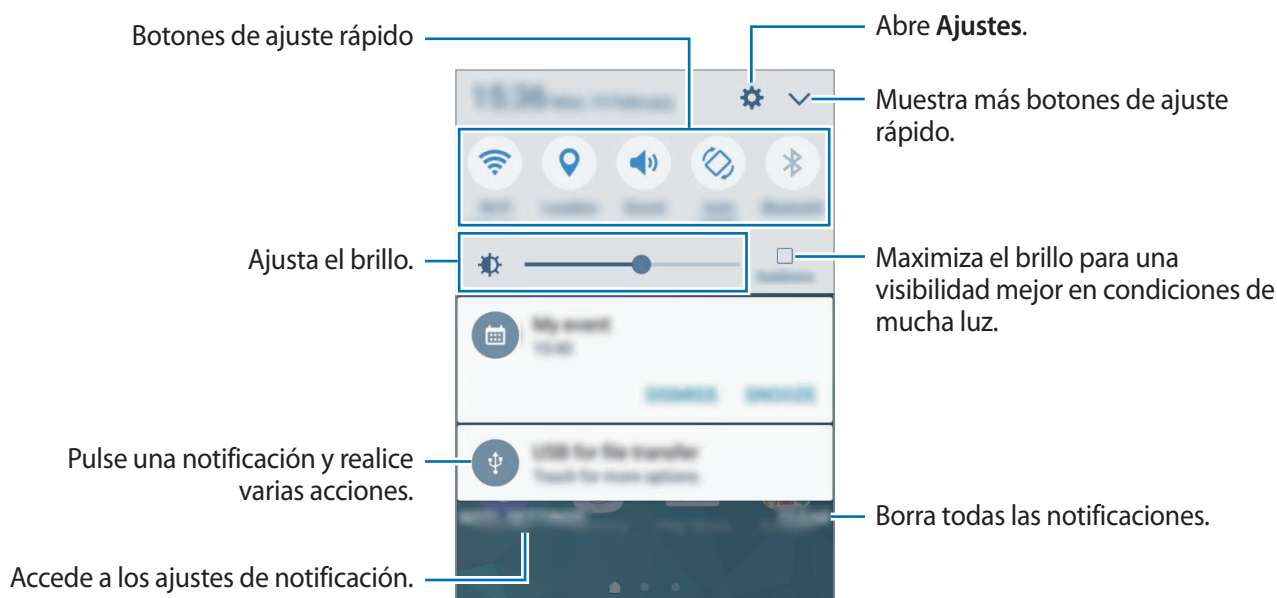 Botones de ajuste rápido
Abre Ajustes.
Muestra más botones de ajuste
rápido.
Ajusta el brillo.
Maximiza el brillo para una
visibilidad mejor en condiciones de
mucha luz.
My event
15:40
DISMISS
SNOOZE
USB for file transfer
Touch for more options.
Pulse una notificación y realice
varias acciones.
Borra todas las notificaciones.
Accede a los ajustes de notificación.